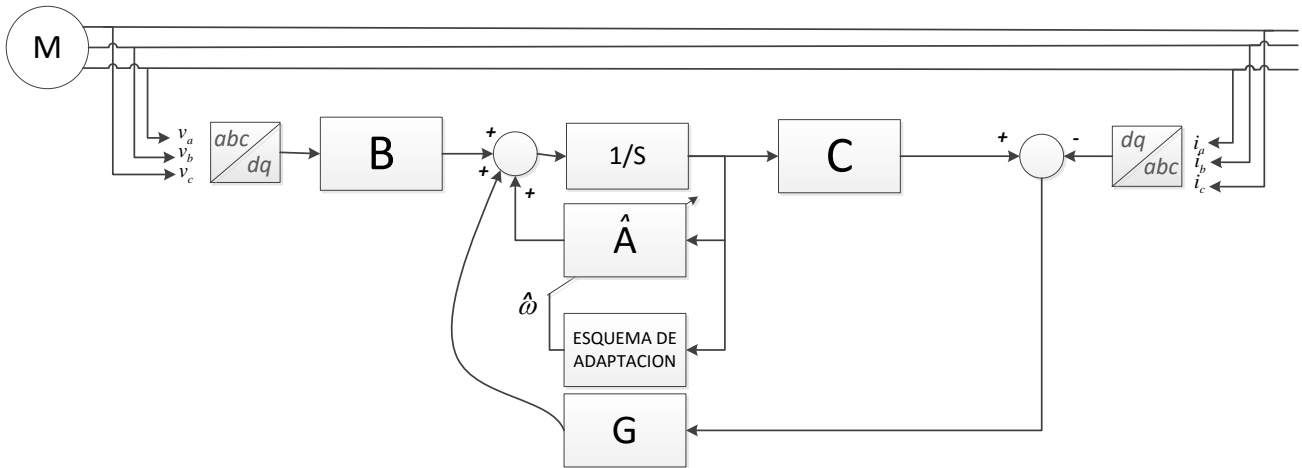 M
v_a
v_b
v_c
abc
dq
B
+
+
+
1/S
C
+
-
dq
abc
i_a
i_b
i_c
Â
ω̂
ESQUEMA DE
ADAPTACION
G